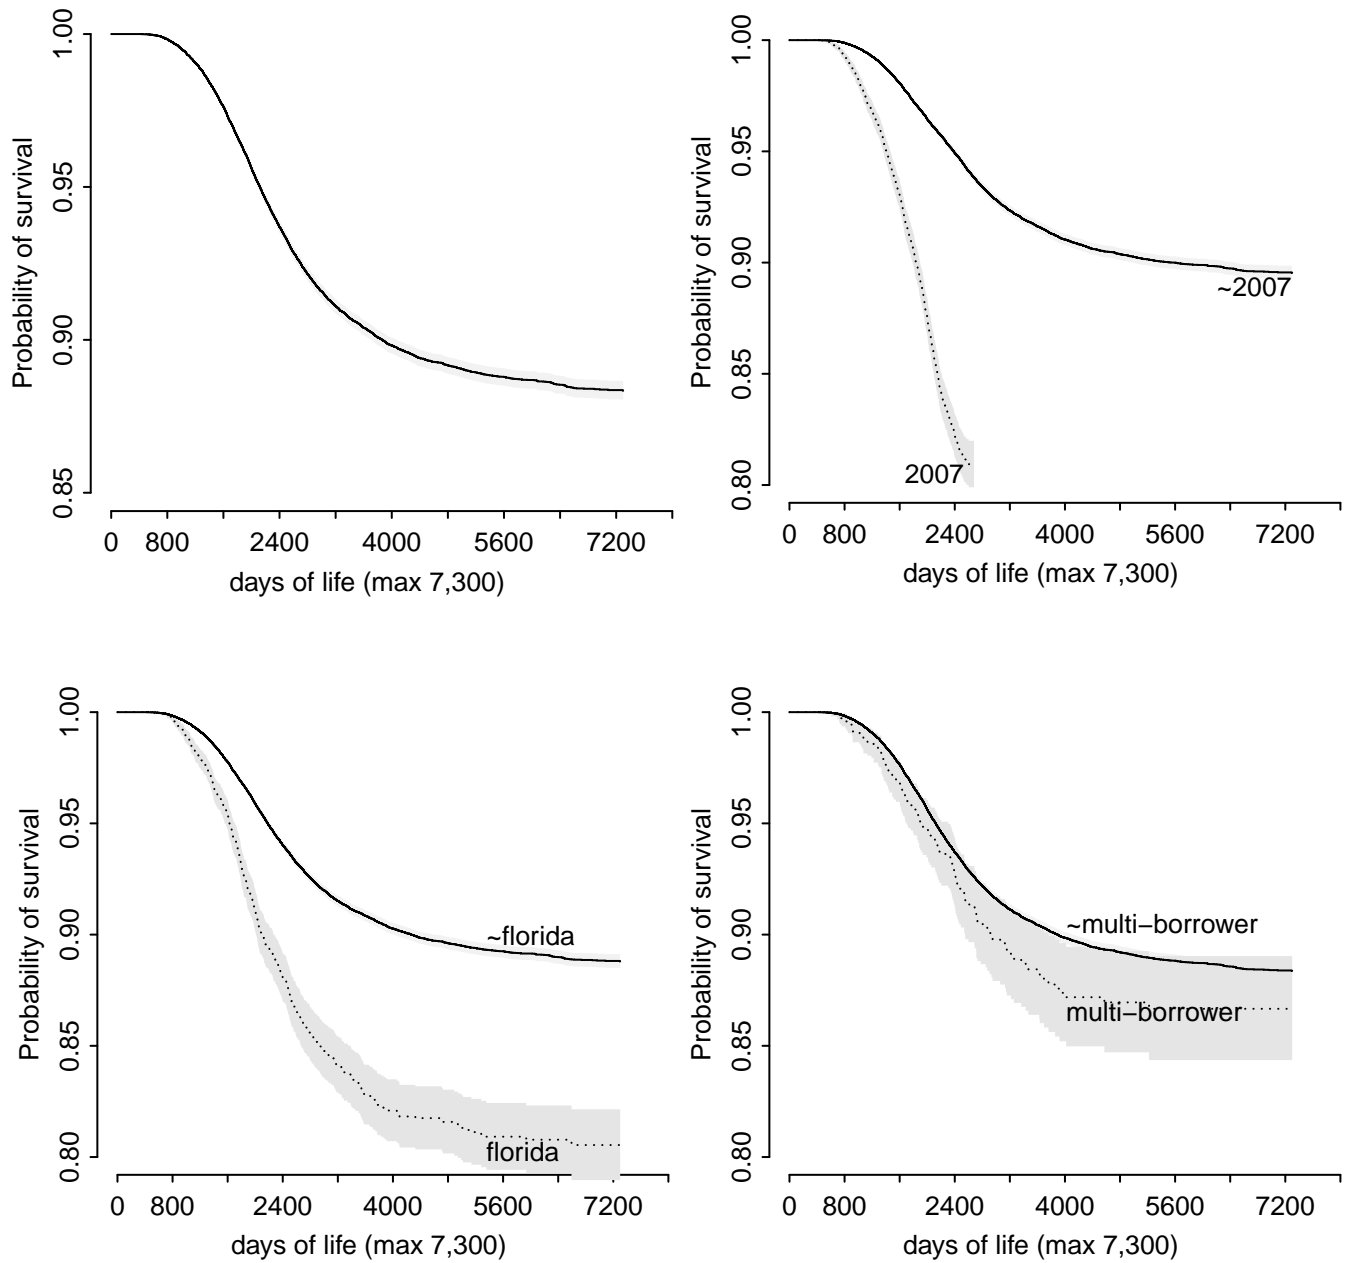 Probability of survival
1.00
0.95
0.90
0.85
0 800 2400 4000 5600 7200
days of life (max 7,300)
Probability of survival
1.00
0.95
0.90
0.85
0.80
~2007
2007
0 800 2400 4000 5600 7200
days of life (max 7,300)
Probability of survival
1.00
0.95
0.90
0.85
0.80
~florida
florida
0 800 2400 4000 5600 7200
days of life (max 7,300)
Probability of survival
1.00
0.95
0.90
0.85
0.80
~multi−borrower
multi−borrower
0 800 2400 4000 5600 7200
days of life (max 7,300)